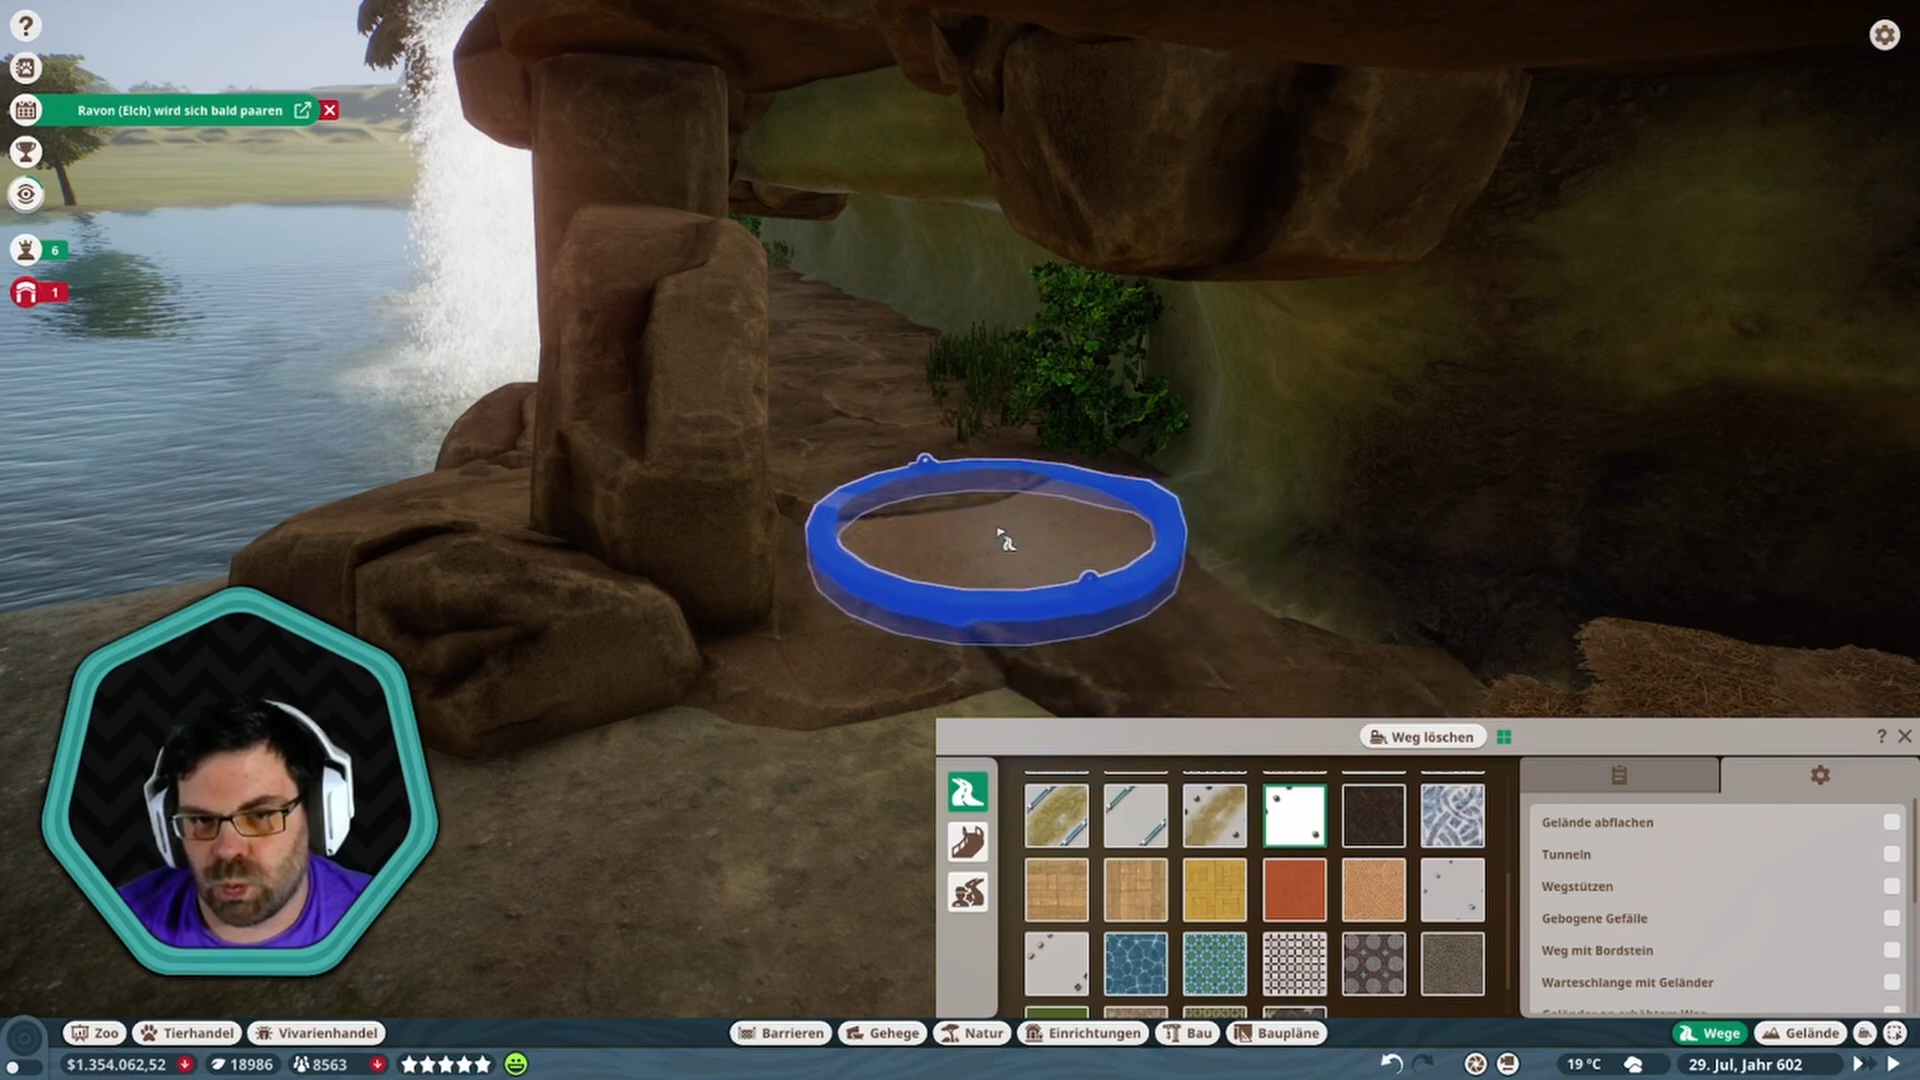 ?
Ravon (Elch) wird sich bald paaren
6
1
Weg löschen
?
Gelände abflachen
Tunneln
Wegstützen
Gebogene Gefälle
Weg mit Bordstein
Warteschlange mit Geländer
Zoo
Tierhandel
Vivarienhandel
Barrieren
Gehege
Natur
Einrichtungen
Bau
Baupläne
Wege
Gelände
$1.354.062,52
18986
8563
19 °C
29. Jul, Jahr 602